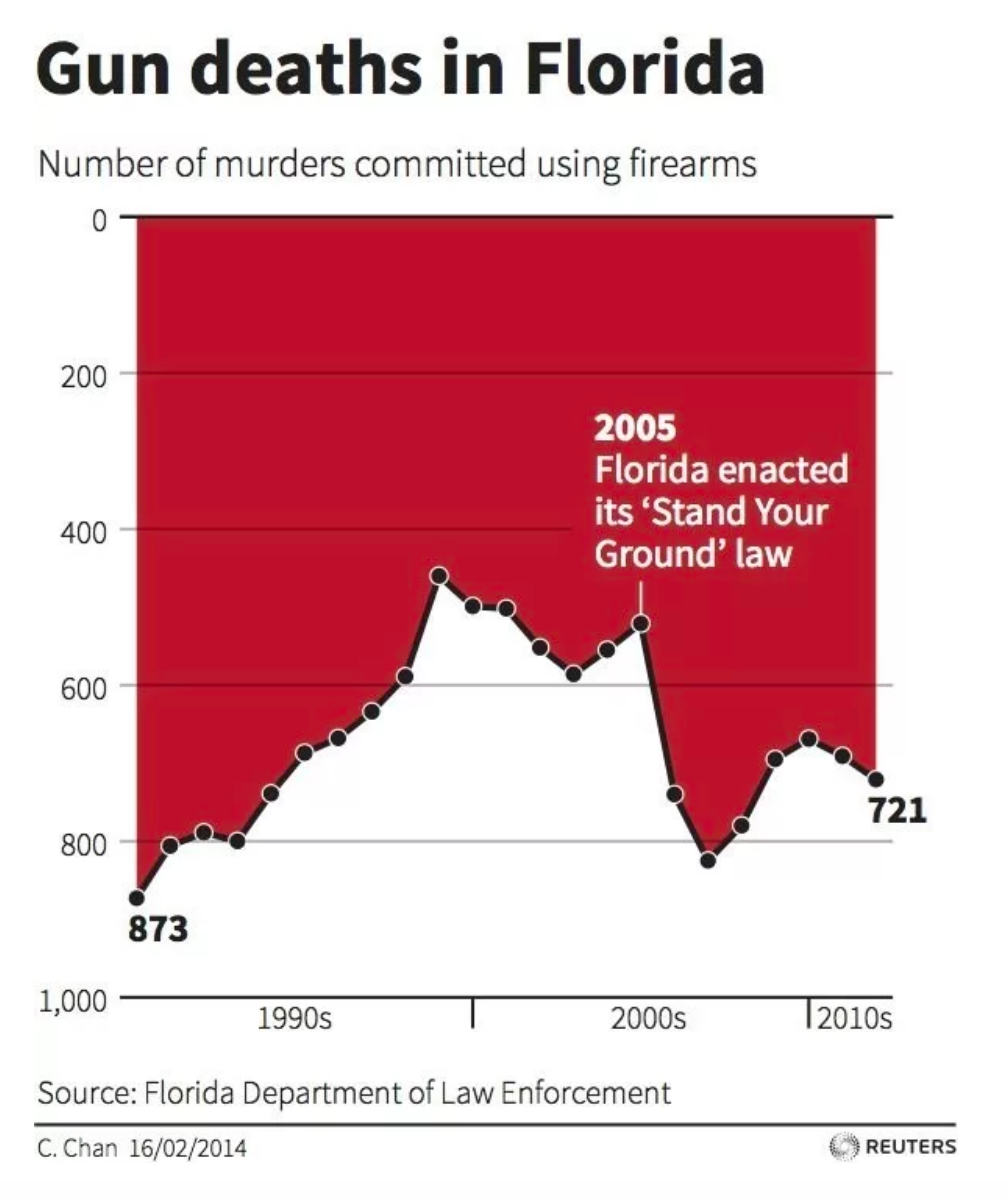 Gun deaths in Florida
Number of murders committed using firearms
0
200
400
600
800
1,000
2005
Florida enacted
its ‘Stand Your
Ground’ law
873
721
1990s
2000s
2010s
Source: Florida Department of Law Enforcement
C. Chan 16/02/2014
REUTERS